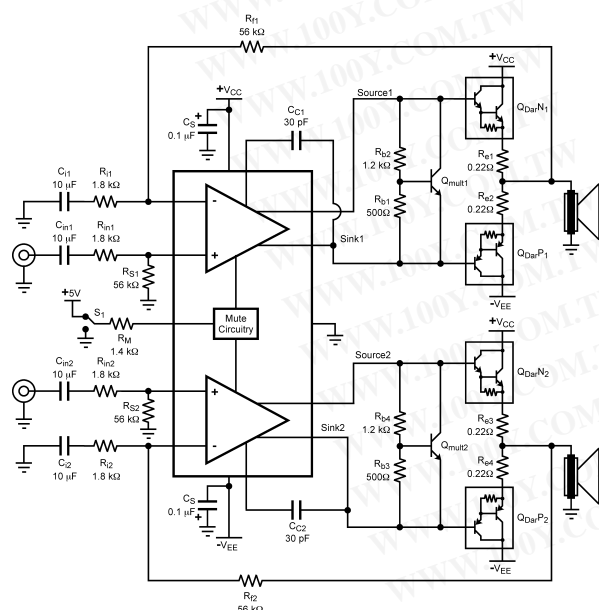 WWW.100Y.COM.TW
Rf1
56 kΩ
+VCC
+VCC
CC1
30 pF
Source1
QDarN1
CS
0.1 µF
+
Rb2
1.2 kΩ
Qmult1
Re1
0.22Ω
Ci1
10 µF
Ri1
1.8 kΩ
Rb1
500Ω
Re2
0.22Ω
-
Cin1
10 µF
Rin1
1.8 kΩ
+
Sink1
RS1
56 kΩ
QDarP1
+5V
S1
-VEE
Mute
Circuitry
RM
1.4 kΩ
+VCC
Source2
Cin2
10 µF
Rin2
1.8 kΩ
+
QDarN2
RS2
56 kΩ
Rb4
1.2 kΩ
Qmult2
Re3
0.22Ω
Sink2
-
Ci2
10 µF
Ri2
1.8 kΩ
Rb3
500Ω
Re4
0.22Ω
CS
0.1 µF
+
CC2
30 pF
QDarP2
-VEE
-VEE
Rf2
56 kΩ